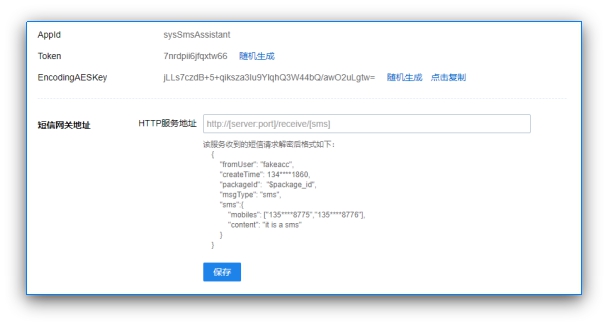 AppId sysSmsAssistant
Token 7nrdpii6jfqxtw66 随机生成
EncodingAESKey jLLs7czdB+5+qiksza3Iu9YlqhQ3W44bQ/awO2uLgtw= 随机生成 点击复制
短信网关地址 HTTP服务地址 http://[server:port]/receive/[sms]
该服务收到的短信请求解密后格式如下：
{
"fromUser": "fakeacc",
"createTime": 134****1860,
"packageId": "$package_id",
"msgType": "sms",
"sms":{
"mobiles": ["135****8775","135****8776"],
"content": "it is a sms"
}
}
保存